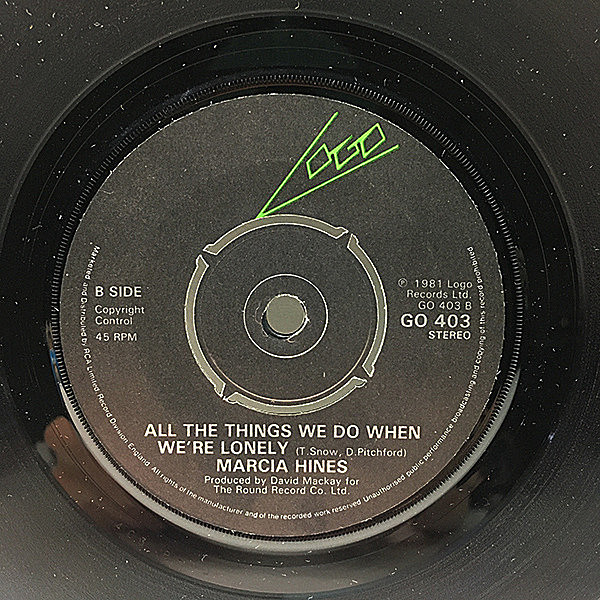 LOGO
B SIDE
Copyright
Control
45 RPM
℗ 1981 Logo
Records Ltd.
GO 403 B
GO 403
STEREO
ALL THE THINGS WE DO WHEN
WE'RE LONELY (T.Snow, D.Pitchford)
MARCIA HINES
Produced by David Mackay for
The Round Record Co. Ltd.
Marketed and Distributed by RCA Limited Record Division England All rights of the manufacturer and of the recorded work reserved Unauthorised public performance broadcasting and copying of this record prohibited